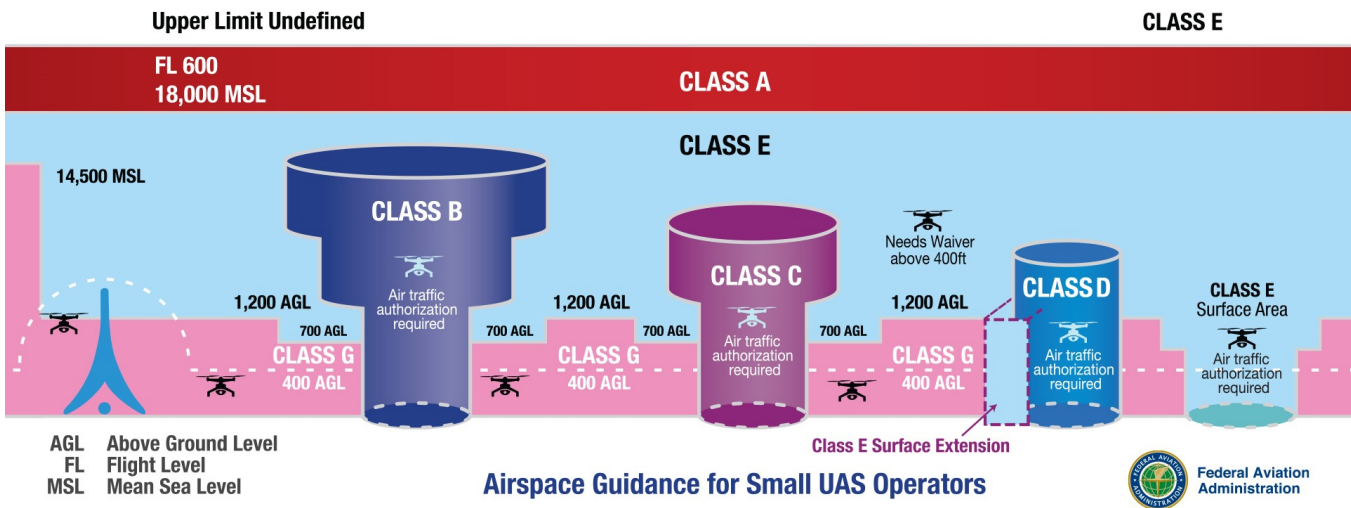 Upper Limit Undefined
CLASS E
FL 600
18,000 MSL
CLASS A
CLASS E
14,500 MSL
CLASS B
Air traffic
authorization
required
CLASS C
Air traffic
authorization
required
Needs Waiver
above 400ft
CLASS D
Air traffic
authorization
required
CLASS E
Surface Area
Air traffic
authorization
required
1,200 AGL
700 AGL
CLASS G
400 AGL
700 AGL
1,200 AGL
CLASS G
400 AGL
700 AGL
700 AGL
1,200 AGL
CLASS G
400 AGL
Class E Surface Extension
AGL Above Ground Level
FL Flight Level
MSL Mean Sea Level
Airspace Guidance for Small UAS Operators
FEDERAL AVIATION
ADMINISTRATION
Federal Aviation
Administration